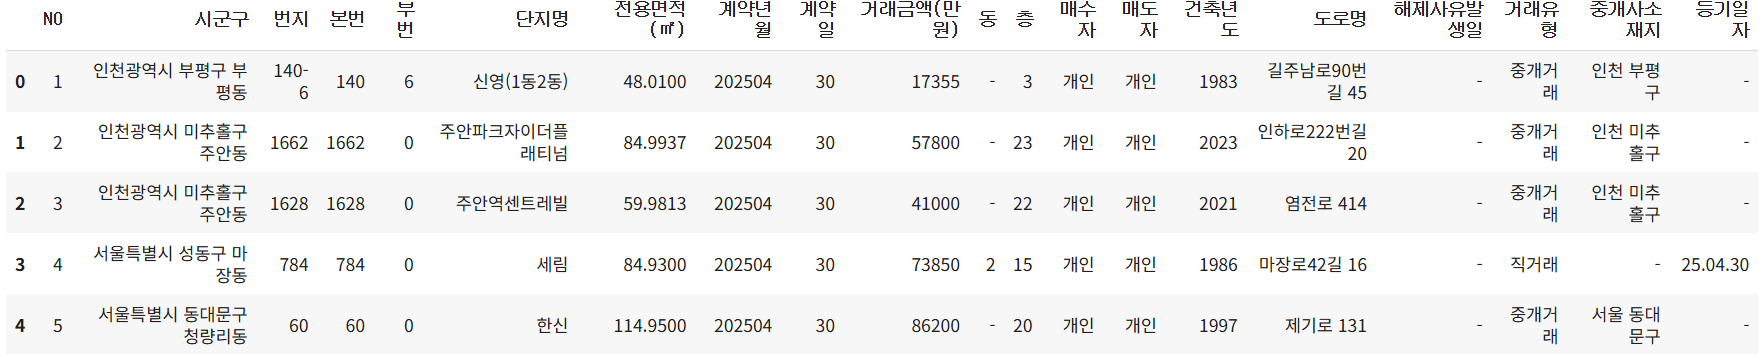 NO 시군구 번지 본번 부번 단지명 전용면적(㎡) 계약년월 계약일 거래금액(만원) 동 층 매수자 매도자 건축년도 도로명 해제사유발생일 거래유형 중개사소재지 등기일자
0 1 인천광역시 부평구 부평동 140-6 140 6 신영(1동2동) 48.0100 202504 30 17355 - 3 개인 개인 1983 길주남로90번길 45 - 중개거래 인천 부평구 -
1 2 인천광역시 미추홀구 주안동 1662 1662 0 주안파크자이더플래티넘 84.9937 202504 30 57800 - 23 개인 개인 2023 인하로222번길 20 - 중개거래 인천 미추홀구 -
2 3 인천광역시 미추홀구 주안동 1628 1628 0 주안역센트레빌 59.9813 202504 30 41000 - 22 개인 개인 2021 염전로 414 - 중개거래 인천 미추홀구 -
3 4 서울특별시 성동구 마장동 784 784 0 세림 84.9300 202504 30 73850 2 15 개인 개인 1986 마장로42길 16 - 직거래 - 25.04.30
4 5 서울특별시 동대문구 청량리동 60 60 0 한신 114.9500 202504 30 86200 - 20 개인 개인 1997 제기로 131 - 중개거래 서울 동대문구 -